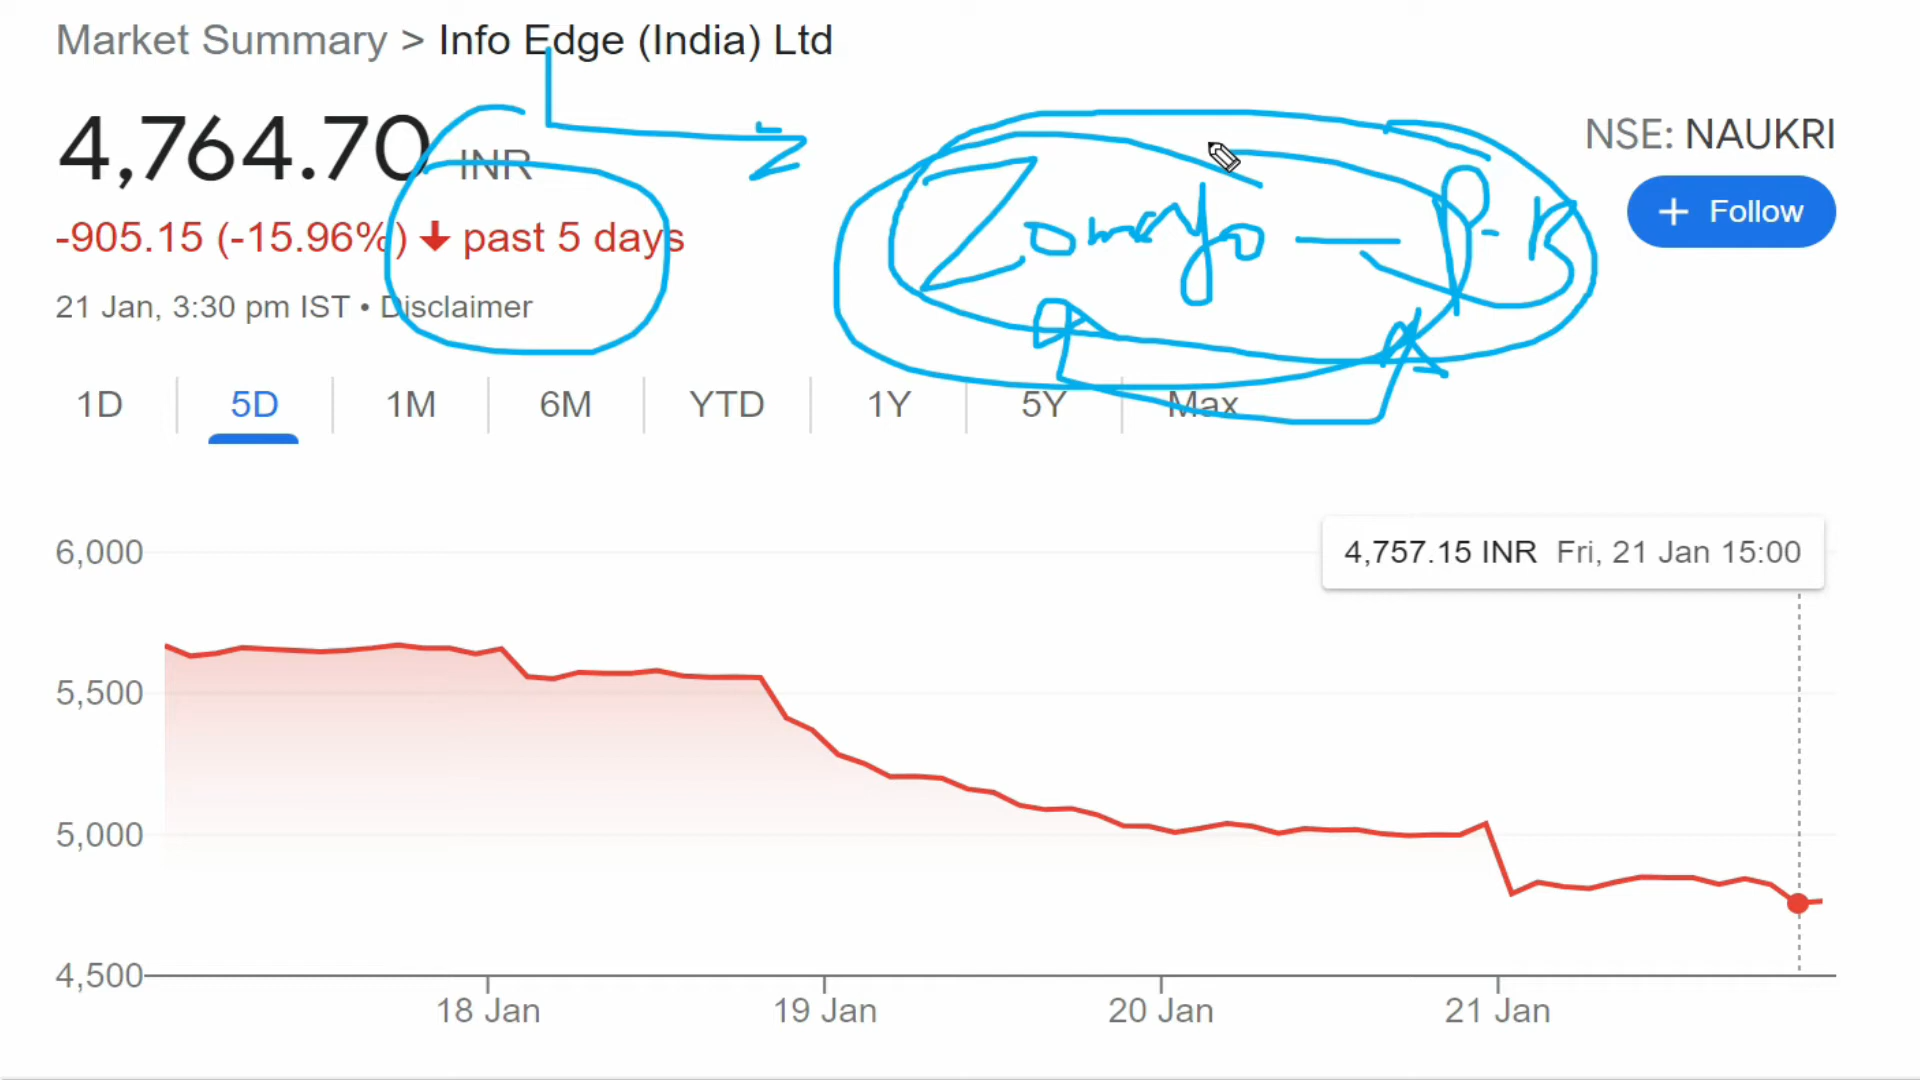 Market Summary > Info Edge (India) Ltd
4,764.70 INR
NSE: NAUKRI
-905.15 (-15.96%) ↓ past 5 days
+ Follow
Zomato — P-B
21 Jan, 3:30 pm IST • Disclaimer
1D 5D 1M 6M YTD 1Y 5Y Max
4,757.15 INR Fri, 21 Jan 15:00
6,000
5,500
5,000
4,500
18 Jan 19 Jan 20 Jan 21 Jan